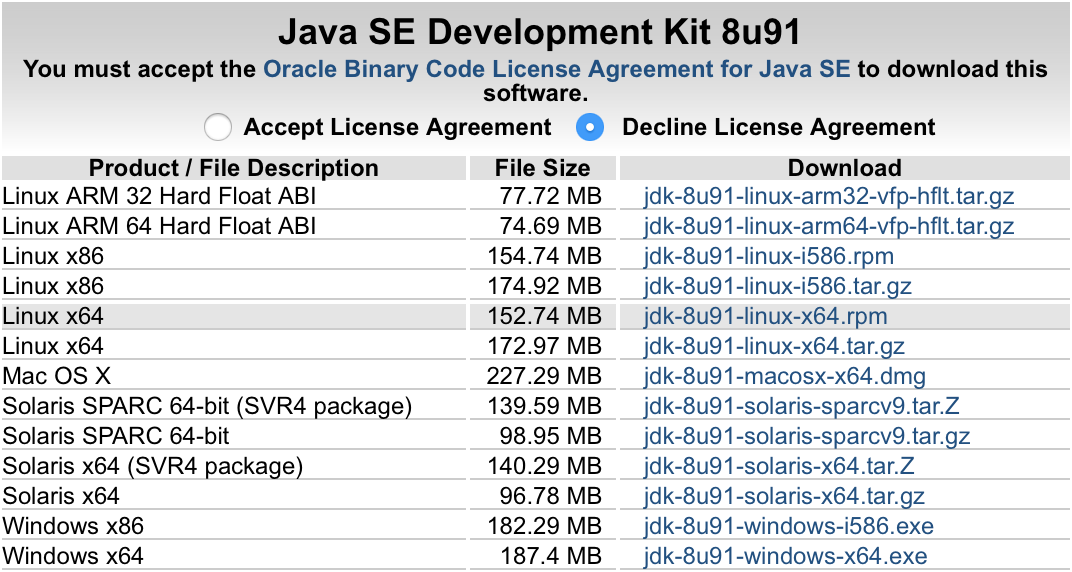 Java SE Development Kit 8u91
You must accept the Oracle Binary Code License Agreement for Java SE to download this
software.
Accept License Agreement Decline License Agreement
Product / File Description File Size Download
Linux ARM 32 Hard Float ABI 77.72 MB jdk-8u91-linux-arm32-vfp-hflt.tar.gz
Linux ARM 64 Hard Float ABI 74.69 MB jdk-8u91-linux-arm64-vfp-hflt.tar.gz
Linux x86 154.74 MB jdk-8u91-linux-i586.rpm
Linux x86 174.92 MB jdk-8u91-linux-i586.tar.gz
Linux x64 152.74 MB jdk-8u91-linux-x64.rpm
Linux x64 172.97 MB jdk-8u91-linux-x64.tar.gz
Mac OS X 227.29 MB jdk-8u91-macosx-x64.dmg
Solaris SPARC 64-bit (SVR4 package) 139.59 MB jdk-8u91-solaris-sparcv9.tar.Z
Solaris SPARC 64-bit 98.95 MB jdk-8u91-solaris-sparcv9.tar.gz
Solaris x64 (SVR4 package) 140.29 MB jdk-8u91-solaris-x64.tar.Z
Solaris x64 96.78 MB jdk-8u91-solaris-x64.tar.gz
Windows x86 182.29 MB jdk-8u91-windows-i586.exe
Windows x64 187.4 MB jdk-8u91-windows-x64.exe